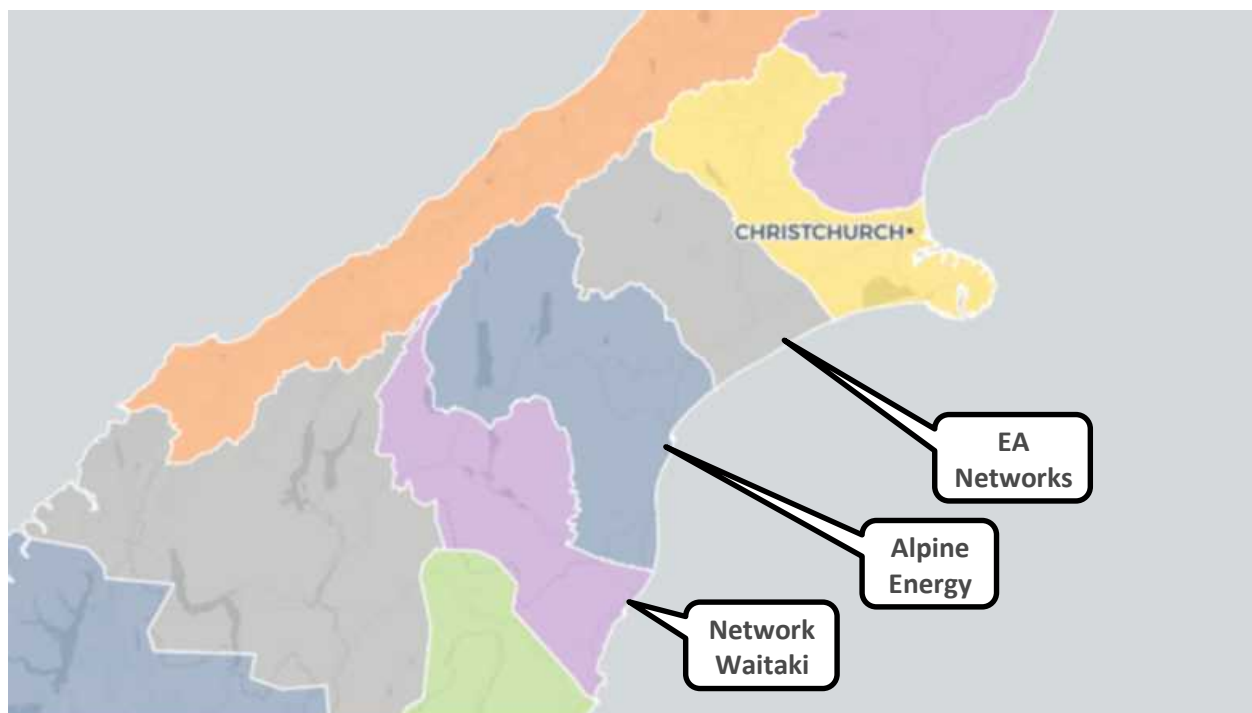 CHRISTCHURCH
EA
Networks
Alpine
Energy
Network
Waitaki